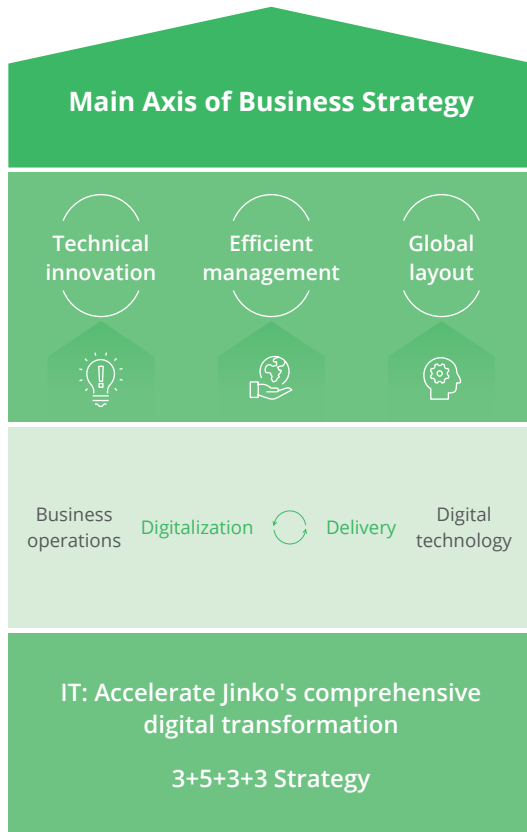 Main Axis of Business Strategy
Technical
innovation
Efficient
management
Global
layout
Business
operations
Digitalization
Delivery
Digital
technology
IT: Accelerate Jinko's comprehensive
digital transformation
3+5+3+3 Strategy